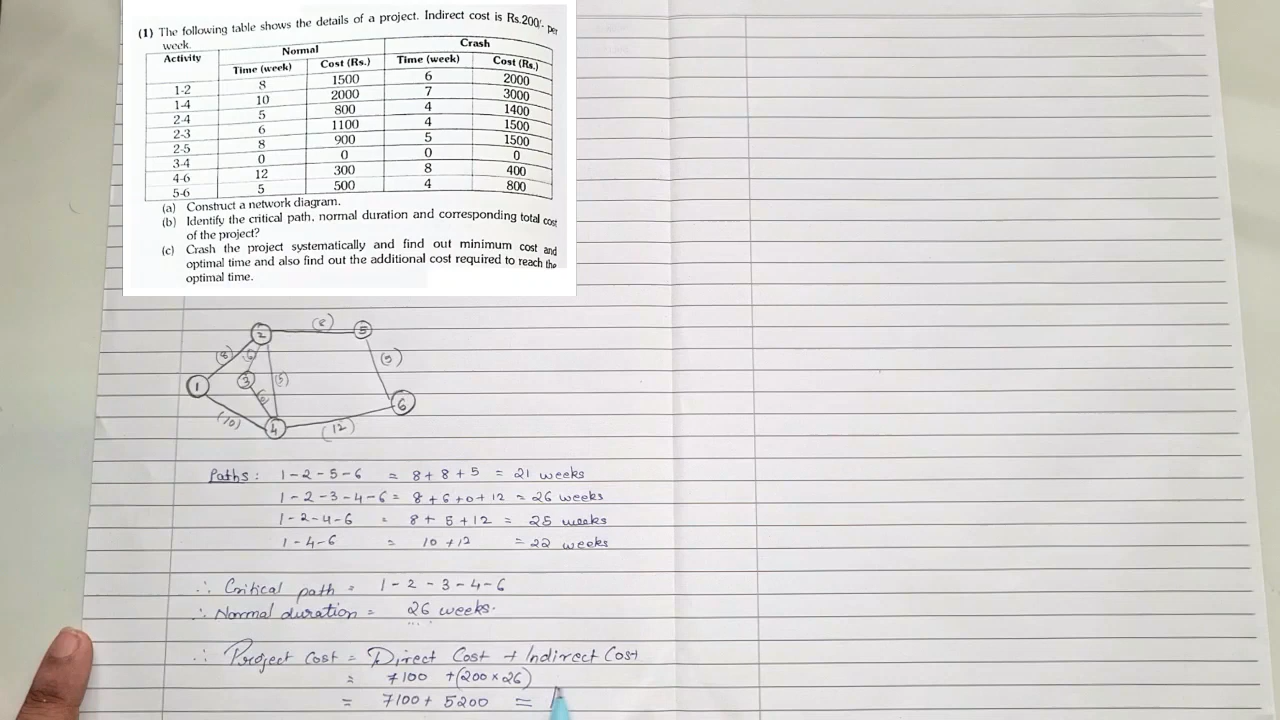 (1) The following table shows the details of a project. Indirect cost is Rs.200/- per
week.
Activity Normal Crash
Time (week) Cost (Rs.) Time (week) Cost (Rs.)
1-2 8 1500 6 2000
1-4 10 2000 7 3000
2-4 5 800 4 1400
2-3 6 1100 4 1500
2-5 8 900 5 1500
3-4 0 0 0 0
4-6 12 300 8 400
5-6 5 500 4 800
(a) Construct a network diagram.
(b) Identify the critical path, normal duration and corresponding total cost
of the project?
(c) Crash the project systematically and find out minimum cost and
optimal time and also find out the additional cost required to reach the
optimal time.
2 (8) 5
(8) (6) (5)
1 3 (5)
(0) 6
(10) 4 (12)
Paths: 1-2-5-6 = 8+8+5 = 21 weeks
1-2-3-4-6 = 8+6+0+12 = 26 weeks
1-2-4-6 = 8+5+12 = 25 weeks
1-4-6 = 10+12 = 22 weeks
∴ Critical path = 1-2-3-4-6
∴ Normal duration = 26 weeks.
∴ Project Cost = Direct Cost + Indirect Cost
= 7100 + (200×26)
= 7100 + 5200 =